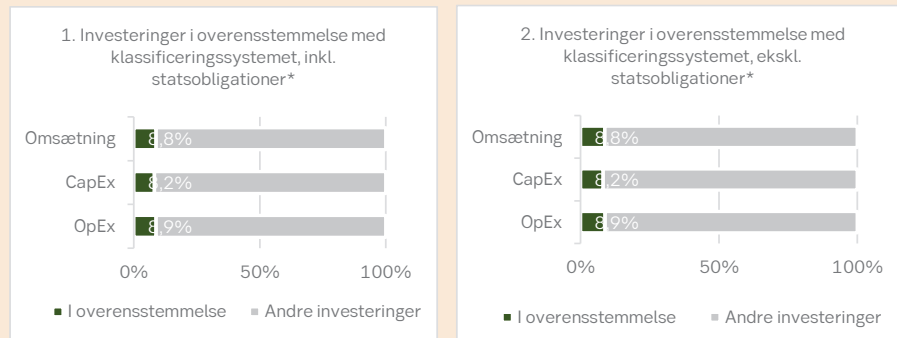 1. Investeringer i overensstemmelse med
klassificeringssystemet, inkl.
statsobligationer*
Omsætning
8,8%
CapEx
8,2%
OpEx
8,9%
0%
50%
100%
I overensstemmelse
Andre investeringer
2. Investeringer i overensstemmelse med
klassificeringssystemet, ekskl.
statsobligationer*
Omsætning
8,8%
CapEx
8,2%
OpEx
8,9%
0%
50%
100%
I overensstemmelse
Andre investeringer